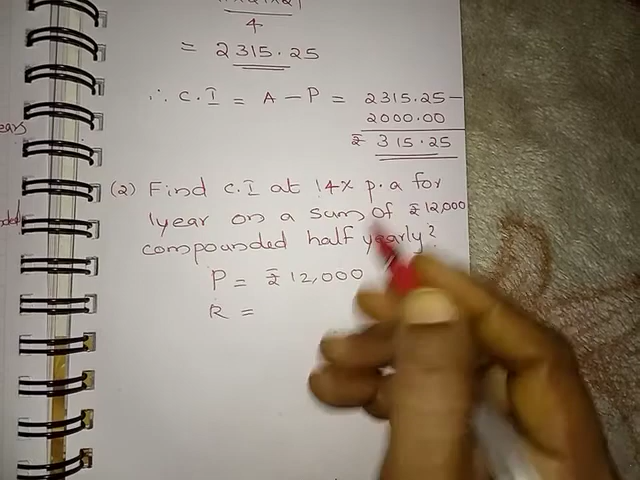 4
= 2315.25
∴ C.I = A - P = 2315.25 -
2000.00
₹ 315.25
(2) Find C.I at 14% p.a for
1year on a sum of ₹12,000
compounded half yearly?
P = ₹ 12,000
R =